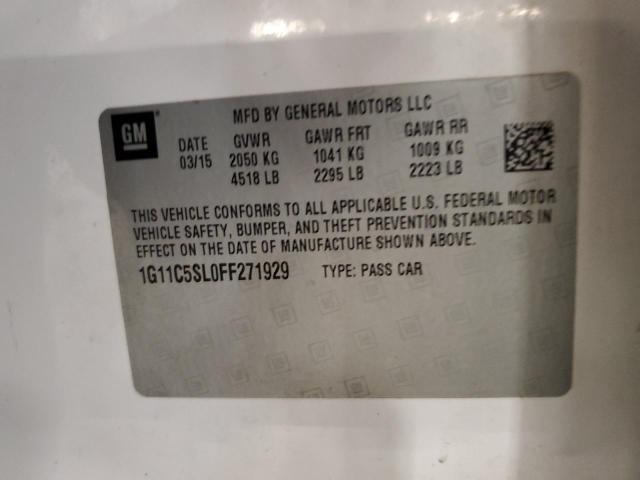 GM
MFD BY GENERAL MOTORS LLC
DATE GVWR GAWR FRT GAWR RR
03/15 2050 KG 1041 KG 1009 KG
4518 LB 2295 LB 2223 LB
THIS VEHICLE CONFORMS TO ALL APPLICABLE U.S. FEDERAL MOTOR
VEHICLE SAFETY, BUMPER, AND THEFT PREVENTION STANDARDS IN
EFFECT ON THE DATE OF MANUFACTURE SHOWN ABOVE.
1G11C5SL0FF271929 TYPE: PASS CAR